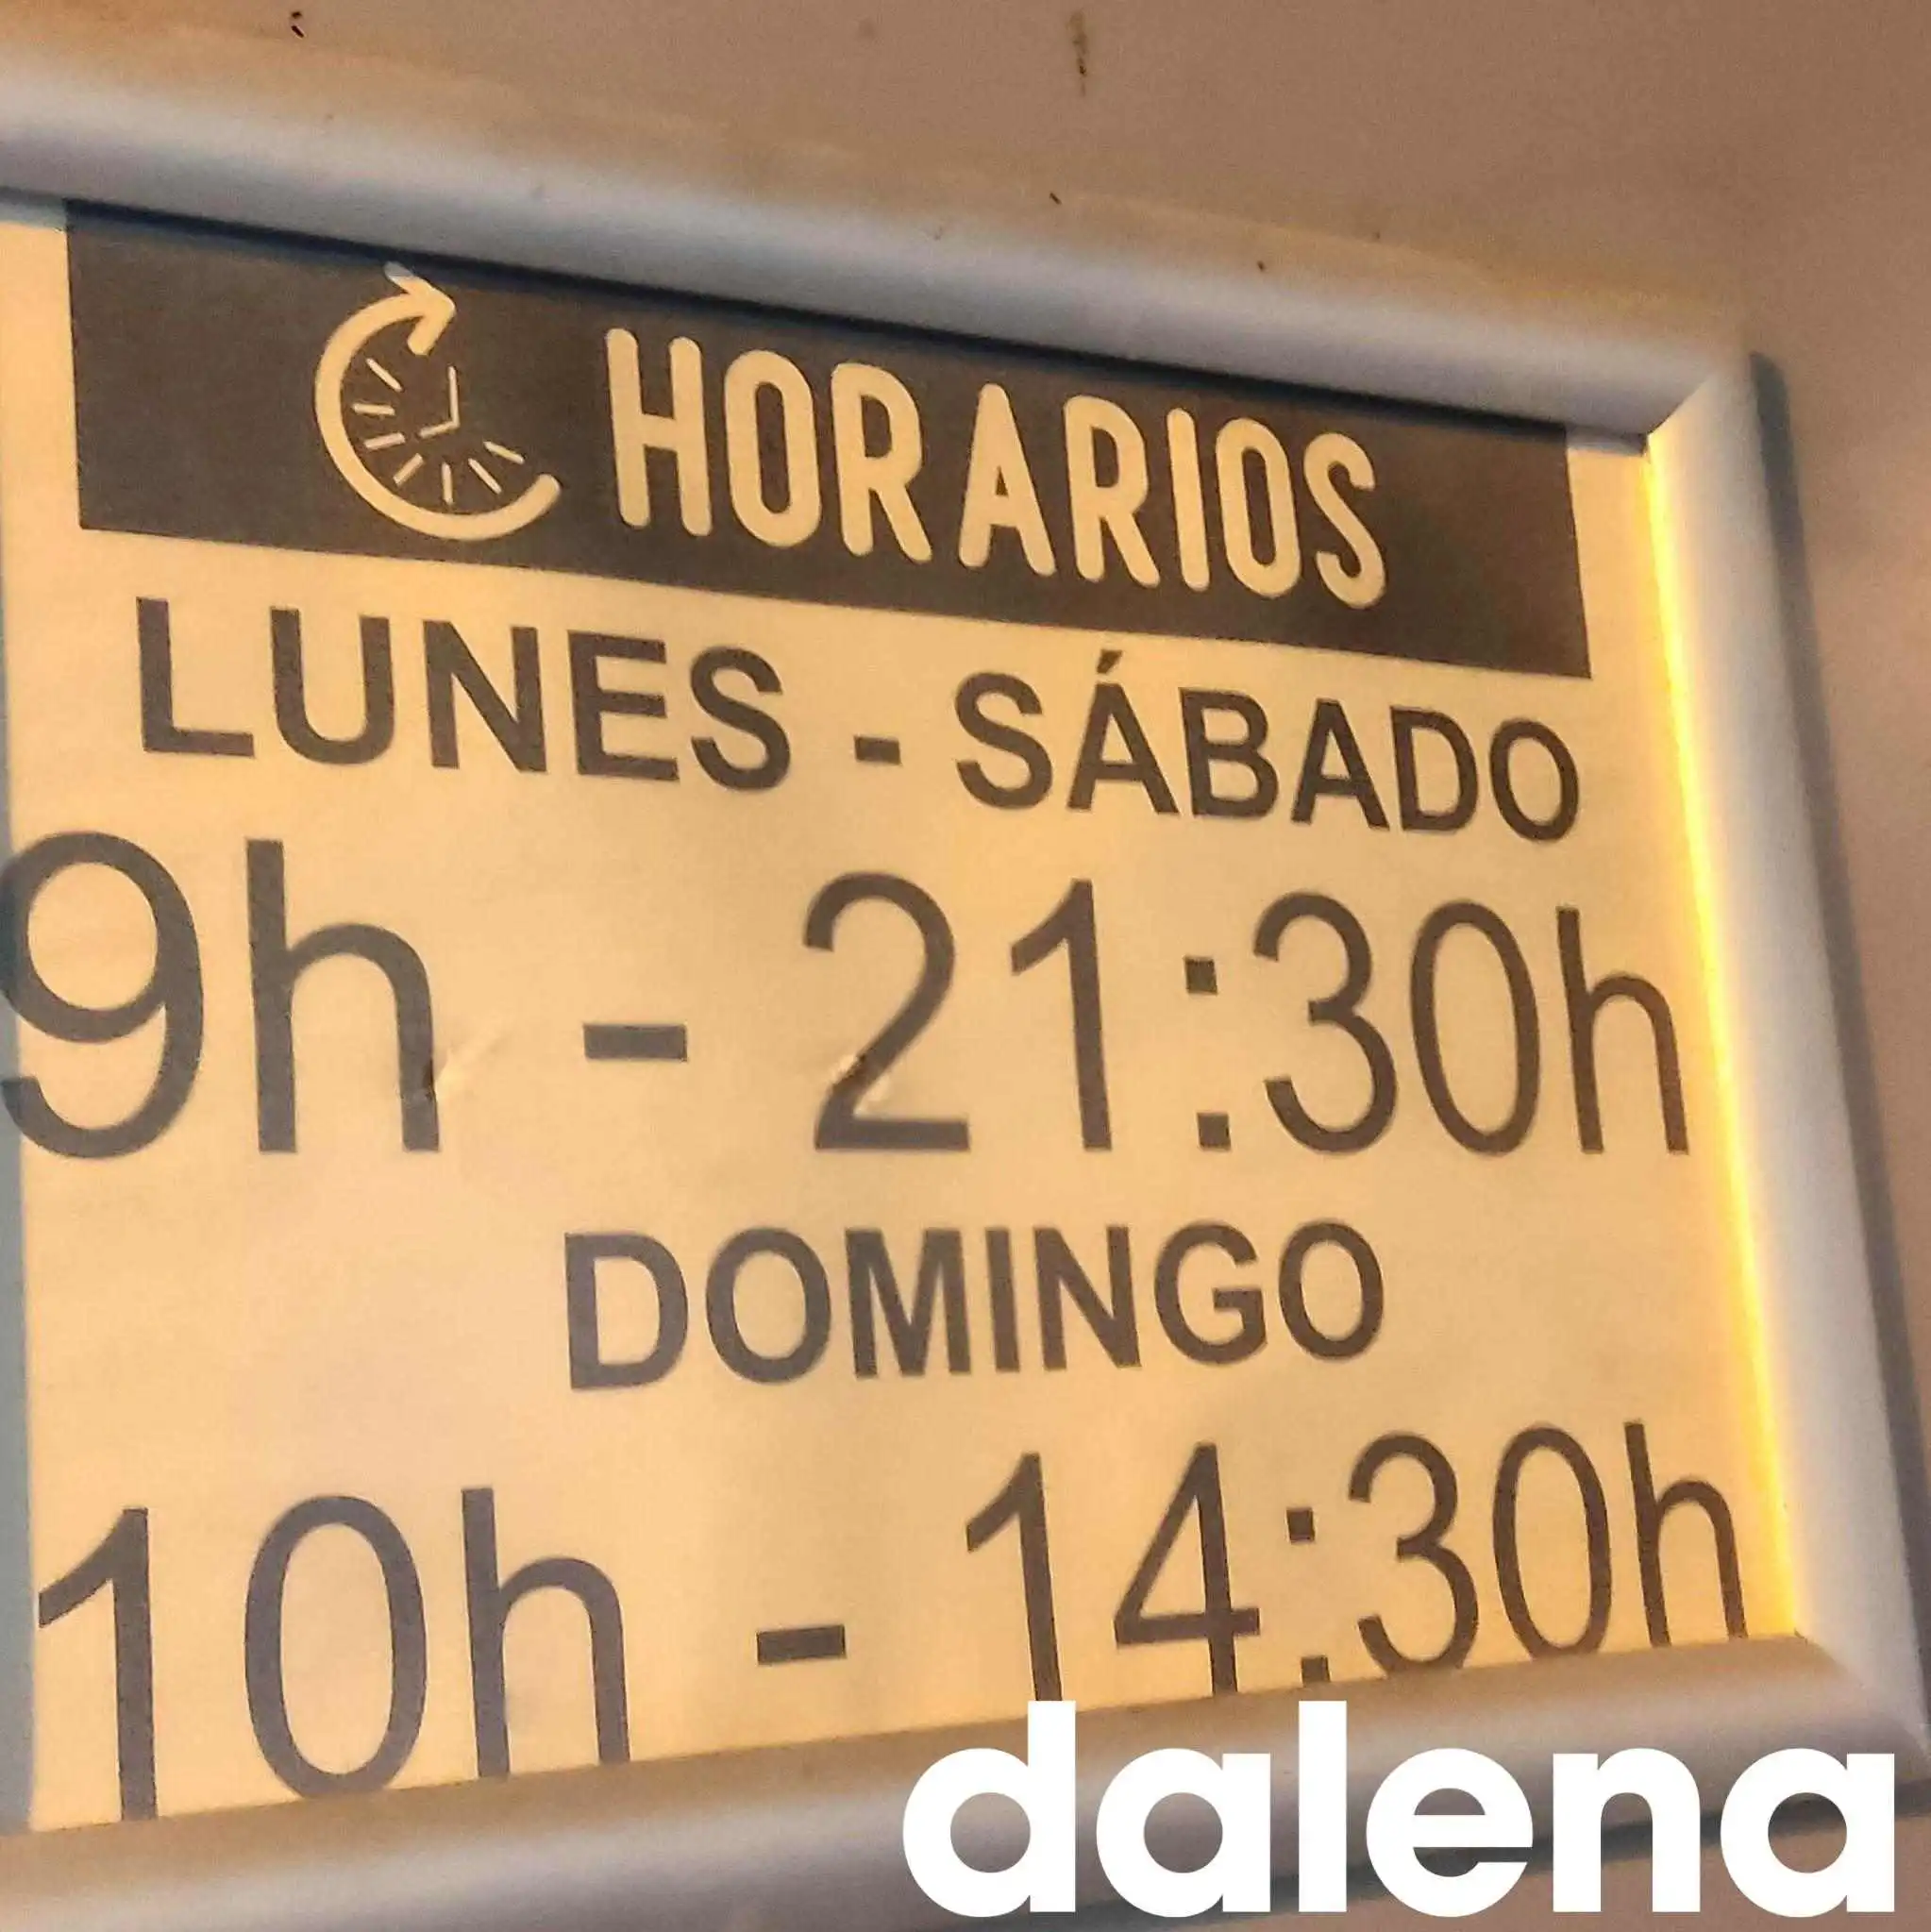 HORARIOS
LUNES - SÁBADO
9h - 21:30h
DOMINGO
10h - 14:30h
dalena